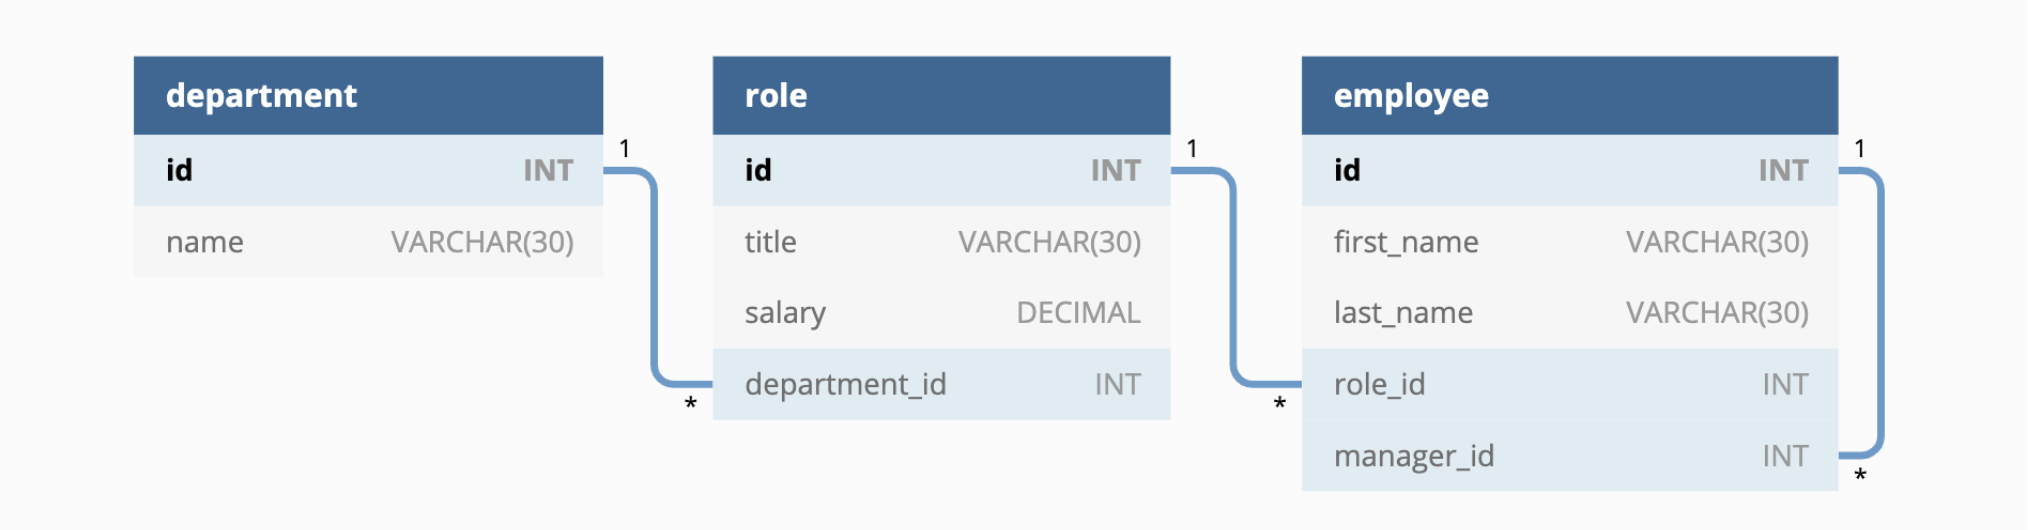 department
id INT
name VARCHAR(30)
1
*
role
id INT
title VARCHAR(30)
salary DECIMAL
department_id INT
1
*
employee
id INT
first_name VARCHAR(30)
last_name VARCHAR(30)
role_id INT
manager_id INT
1
*